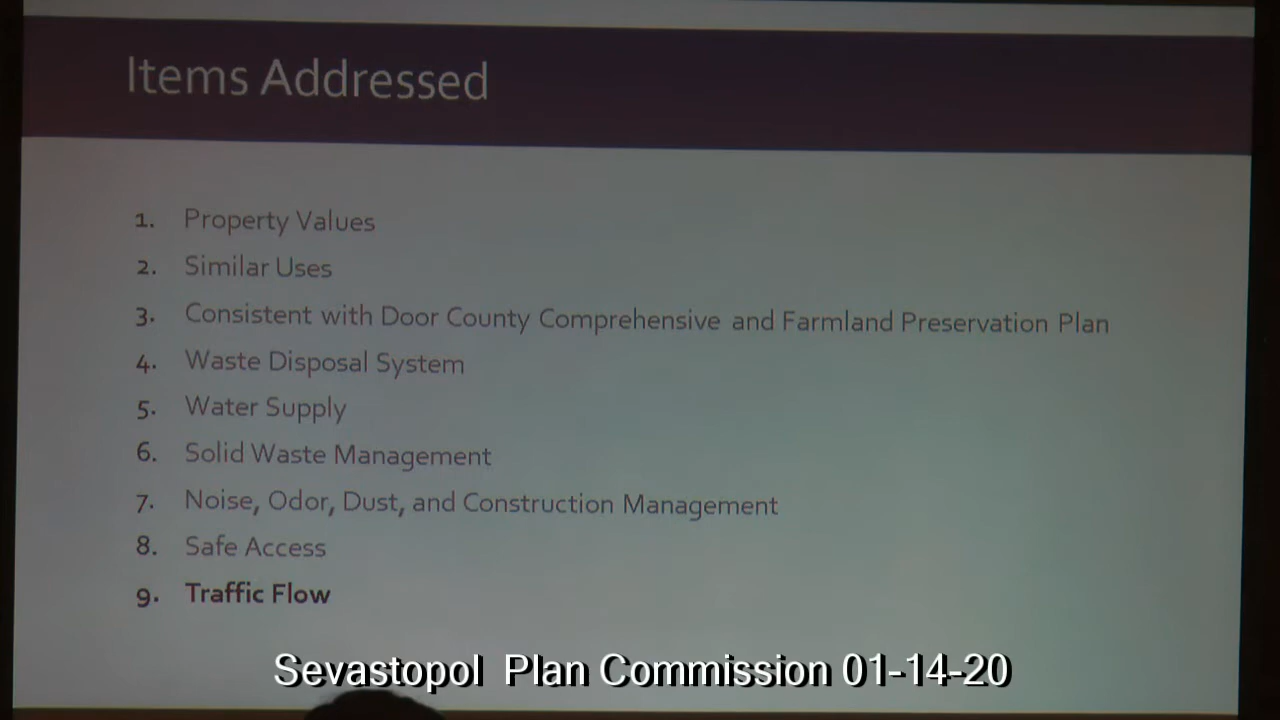 Items Addressed
1. Property Values
2. Similar Uses
3. Consistent with Door County Comprehensive and Farmland Preservation Plan
4. Waste Disposal System
5. Water Supply
6. Solid Waste Management
7. Noise, Odor, Dust, and Construction Management
8. Safe Access
9. Traffic Flow
Sevastopol Plan Commission 01-14-20